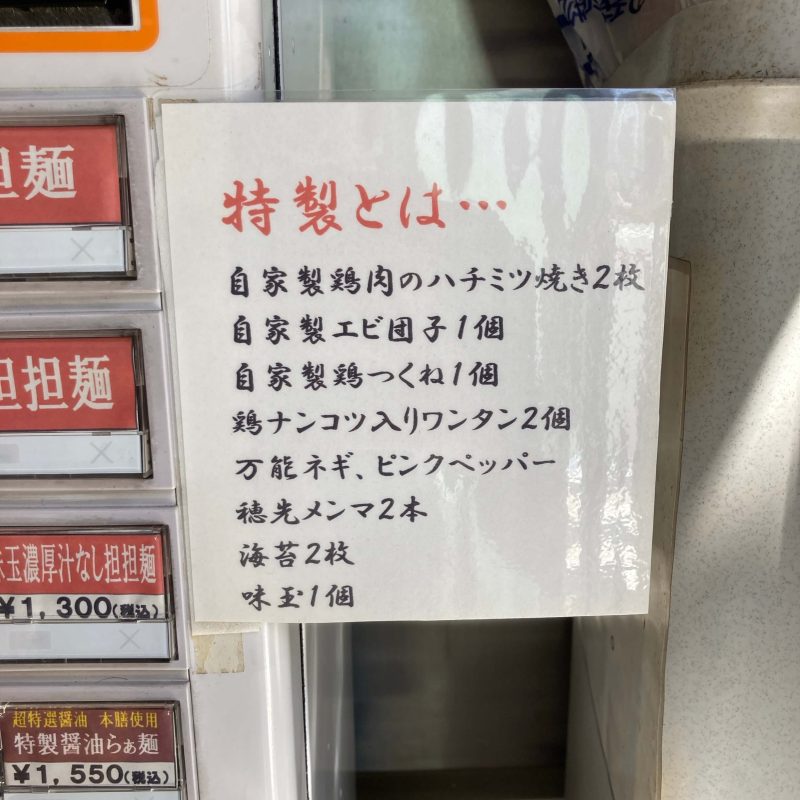 担麺
担担麺
味玉濃厚汁なし担担麺
¥1,300(税込)
超特選醤油 本膳使用
特製醤油らぁ麺
¥1,550(税込)
特製とは…
自家製鶏肉のハチミツ焼き2枚
自家製エビ団子1個
自家製鶏つくね1個
鶏ナンコツ入りワンタン2個
万能ネギ、ピンクペッパー
穂先メンマ2本
海苔2枚
味玉1個